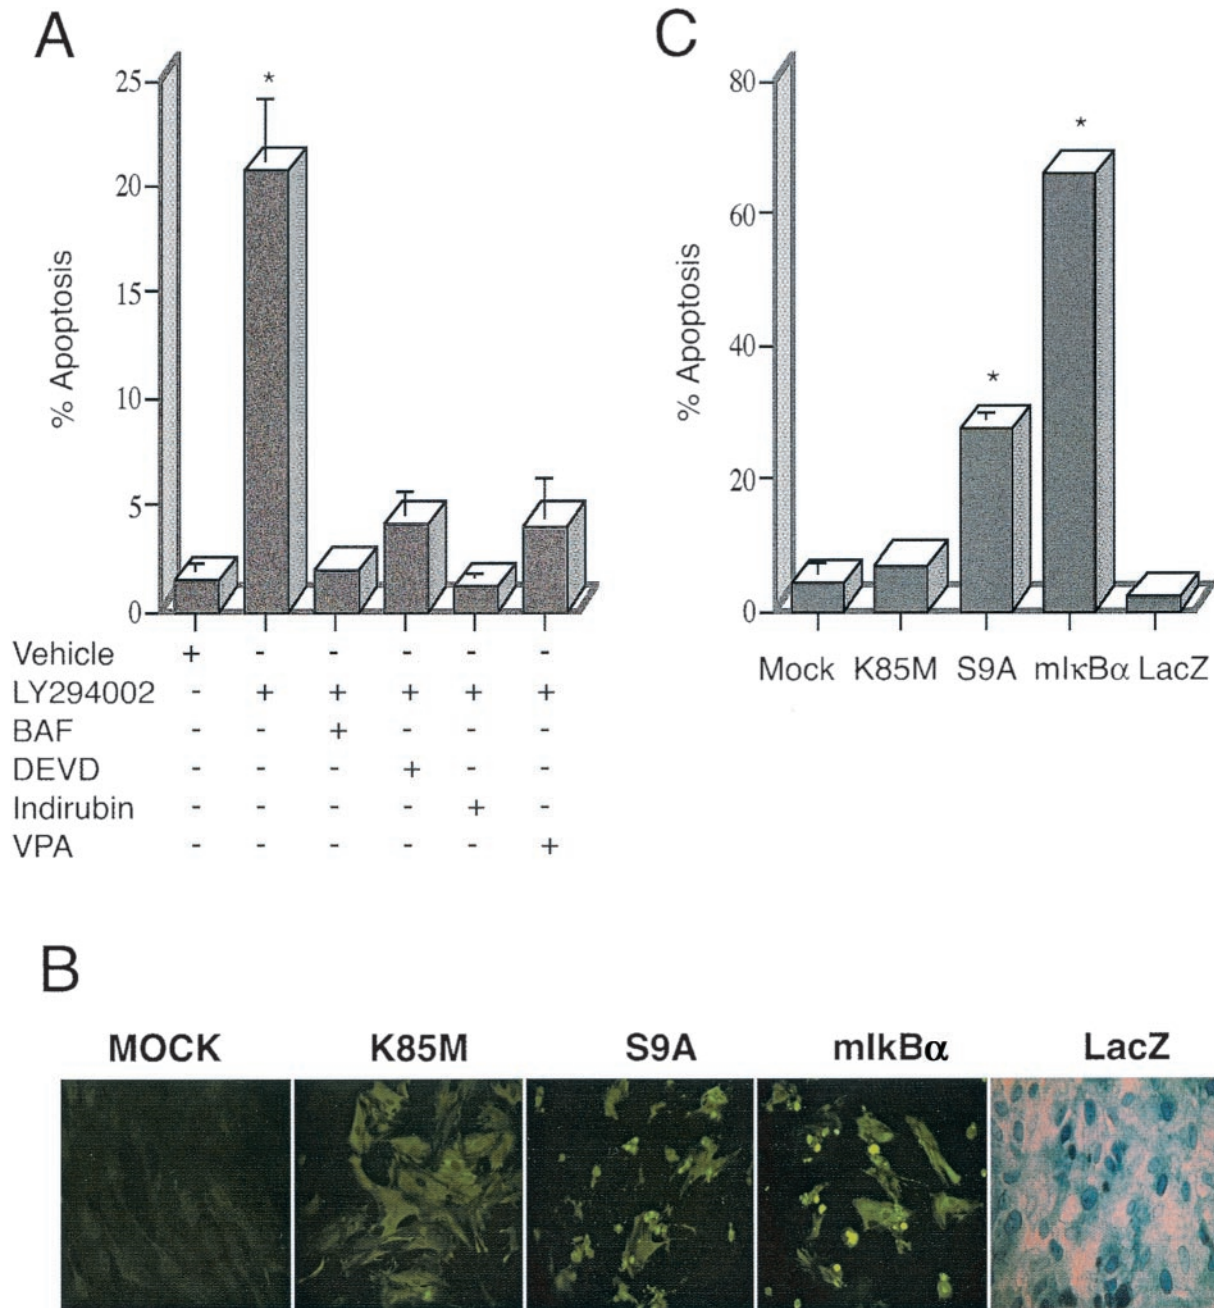 A
25
20
15
10
5
0
% Apoptosis
*
Vehicle + - - - - -
LY294002 - + + + + +
BAF - - + - - -
DEVD - - - + - -
Indirubin - - - - + -
VPA - - - - - +
C
80
60
40
20
0
% Apoptosis
*
*
Mock K85M S9A mIκBα LacZ
B
MOCK K85M S9A mIkBα LacZ